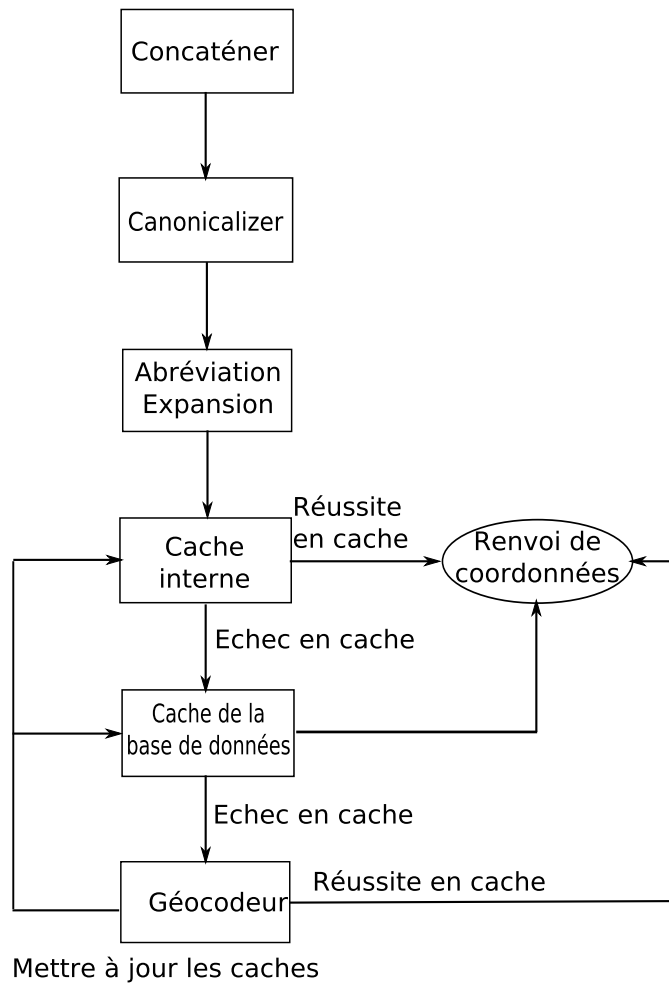 Concaténer
Canonicalizer
Abréviation
Expansion
Réussite
en cache
Cache
interne
Renvoi de
coordonnées
Echec en cache
Cache de la
base de données
Echec en cache
Réussite en cache
Géocodeur
Mettre à jour les caches